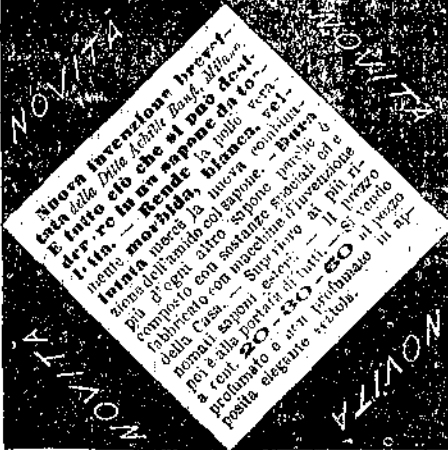 NOVITÀ
NOVITÀ
Nuova invenzione brevet-
tata della Ditta Achille Banfi, Milano.
È tutto ciò che si può desi-
derare in un sapone da to-
letta. — Rende la pelle vera-
mente morbida, bianca, vel-
lutata mercè la nuova combina-
zione dell'amido col sapone. — Dura
più d'ogni altro sapone perchè è
composto con sostanze speciali ed è
fabbricato con macchine d'invenzione
della Casa. — Superiore ai più ri-
nomati saponi esteri. — Il prezzo
poi è alla portata di tutti. — Si vende
a cent. 20-30-60 al pezzo
profumato e non profumato in ap-
posita elegante scatola.
NOVITÀ
NOVITÀ